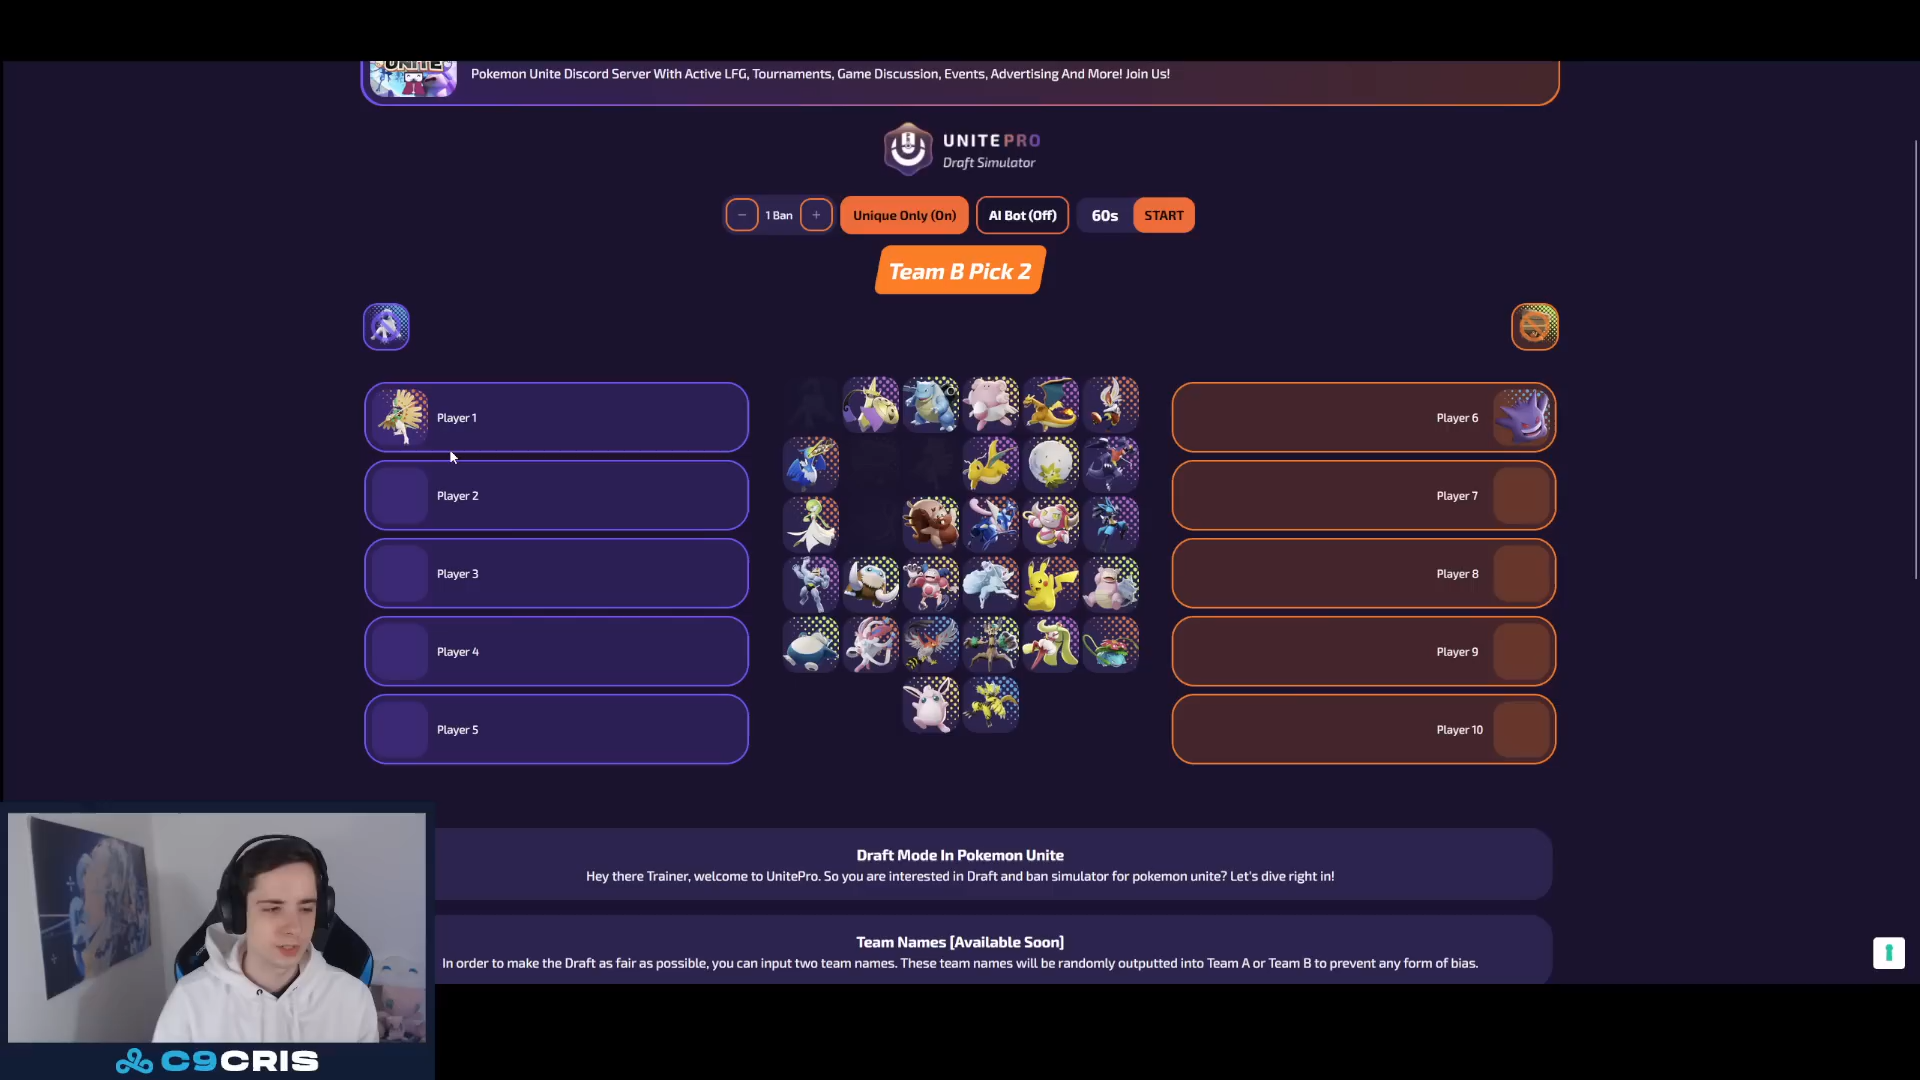 UNITE
Pokemon Unite Discord Server With Active LFG, Tournaments, Game Discussion, Events, Advertising And More! Join Us!
UNITEPRO
Draft Simulator
− 1 Ban + Unique Only (On) AI Bot (Off) 60s START
Team B Pick 2
Player 1
Player 6
Player 2
Player 7
Player 3
Player 8
Player 4
Player 9
Player 5
Player 10
Draft Mode In Pokemon Unite
Hey there Trainer, welcome to UnitePro. So you are interested in Draft and ban simulator for pokemon unite? Let's dive right in!
Team Names [Available Soon]
In order to make the Draft as fair as possible, you can input two team names. These team names will be randomly outputted into Team A or Team B to prevent any form of bias.
C9CRIS